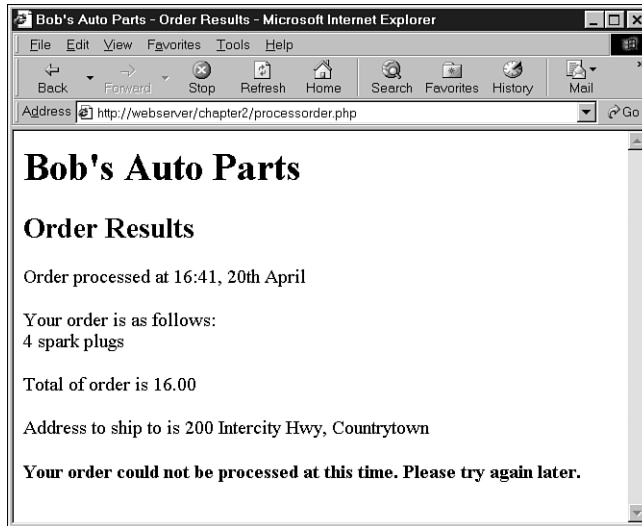 Bob's Auto Parts - Order Results - Microsoft Internet Explorer
File Edit View Favorites Tools Help
Back Forward Stop Refresh Home Search Favorites History Mail
Address http://webserver/chapter2/processorder.php Go
Bob's Auto Parts
Order Results
Order processed at 16:41, 20th April
Your order is as follows:
4 spark plugs
Total of order is 16.00
Address to ship to is 200 Intercity Hwy, Countrytown
Your order could not be processed at this time. Please try again later.